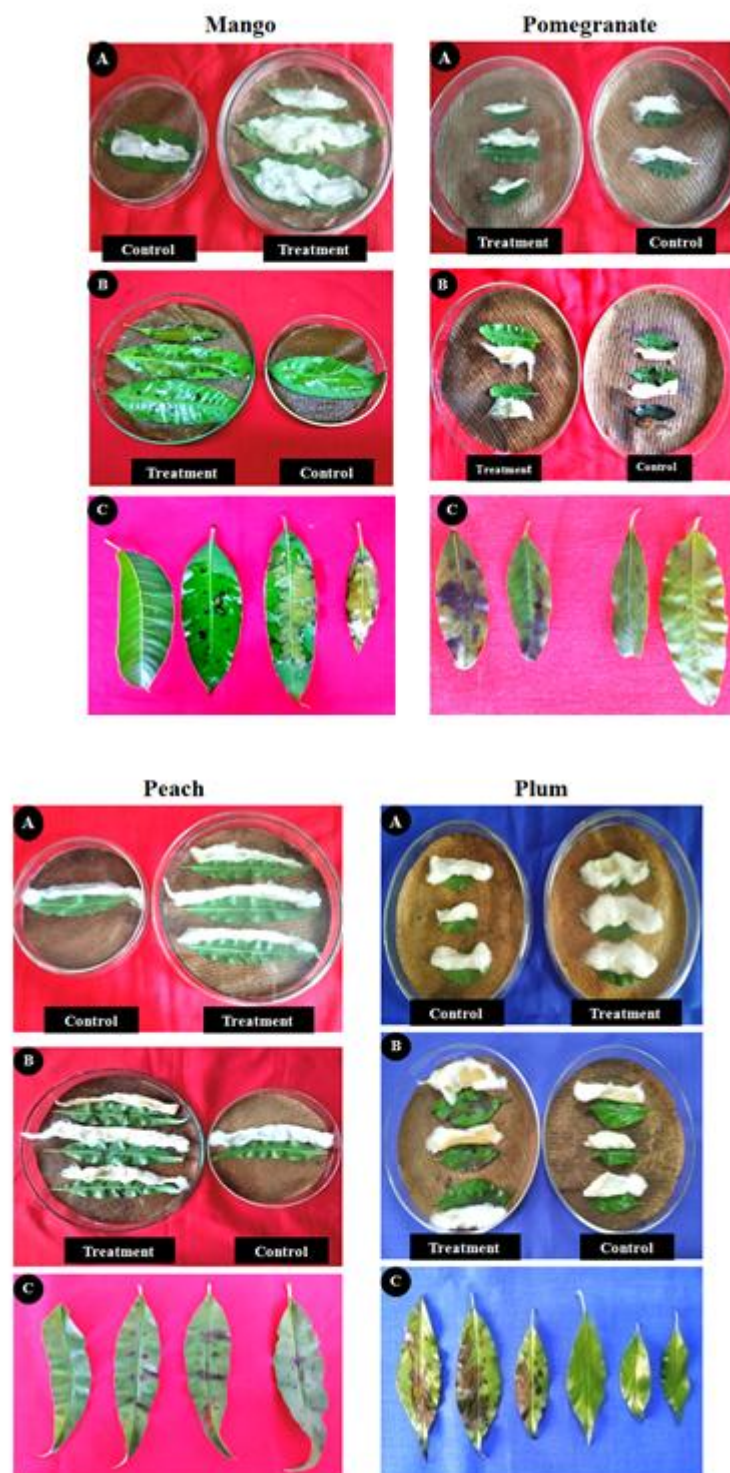 Mango
Pomegranate
A
A
Control
Treatment
Treatment
Control
B
B
Treatment
Control
Treatment
Control
C
C
Peach
Plum
A
A
Control
Treatment
Control
Treatment
B
B
Treatment
Control
Treatment
Control
C
C